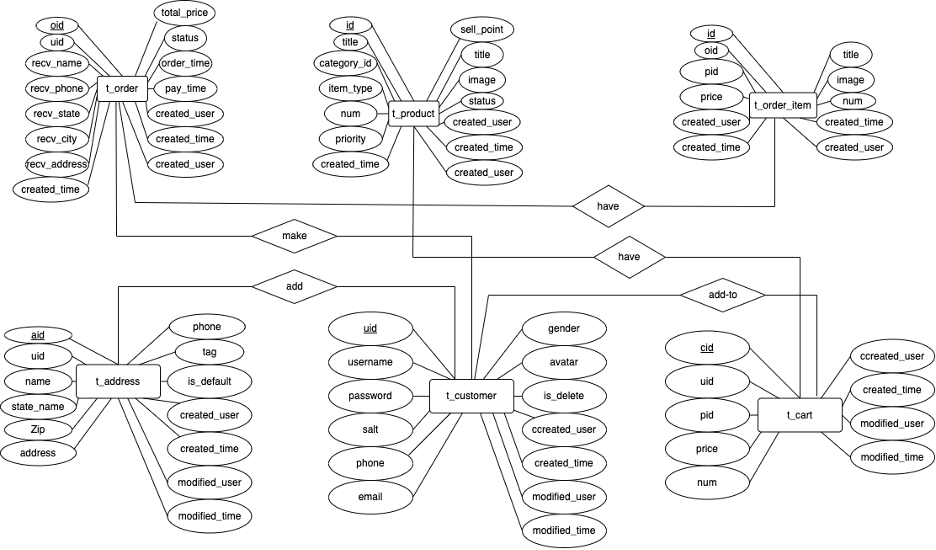 oid
uid
recv_name
recv_phone
recv_state
recv_city
recv_address
created_time
t_order
total_price
status
order_time
pay_time
created_user
created_time
created_user
id
title
category_id
item_type
num
priority
created_time
t_product
sell_point
title
image
status
created_user
created_time
created_user
id
oid
pid
price
created_user
created_time
t_order_item
title
image
num
created_time
created_user
have
make
have
add
add-to
aid
uid
name
state_name
Zip
address
t_address
phone
tag
is_default
created_user
created_time
modified_user
modified_time
uid
username
password
salt
phone
email
t_customer
gender
avatar
is_delete
ccreated_user
created_time
modified_user
modified_time
cid
uid
pid
price
num
t_cart
ccreated_user
created_time
modified_user
modified_time